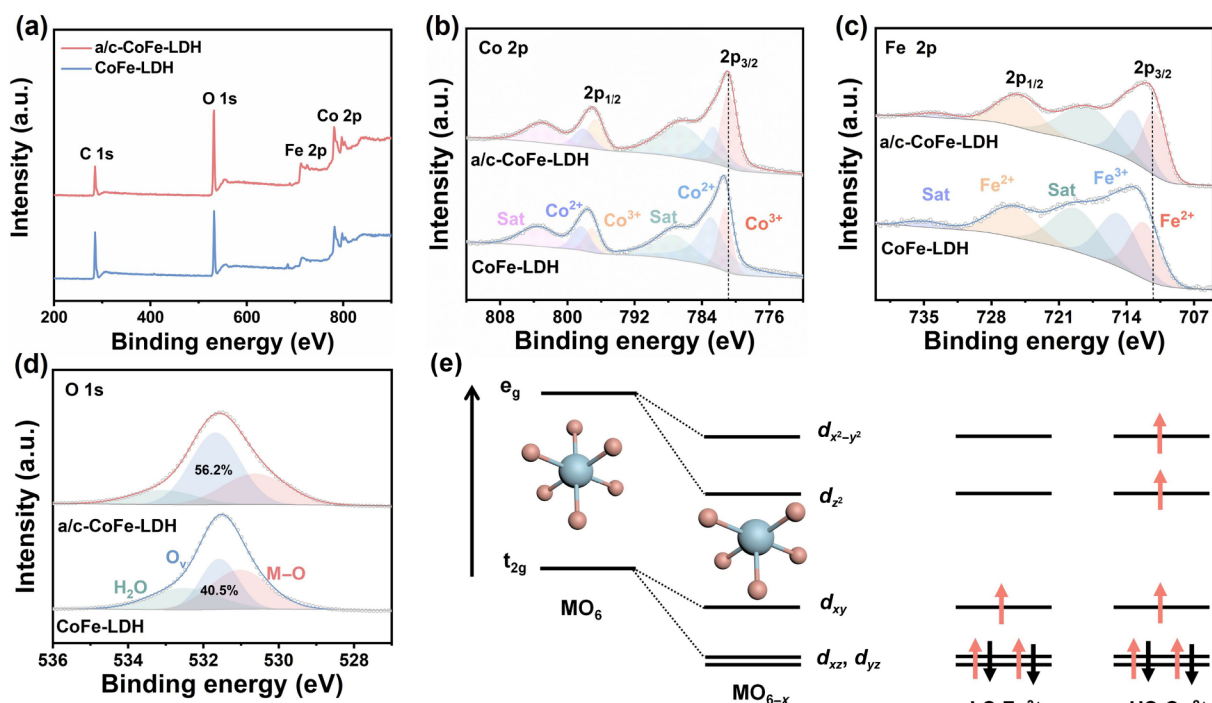 (a)
a/c-CoFe-LDH
CoFe-LDH
C 1s
O 1s
Fe 2p
Co 2p
Intensity (a.u.)
200 400 600 800
Binding energy (eV)
(b)
Co 2p
2p1/2
2p3/2
a/c-CoFe-LDH
Sat
Co2+
Co3+
Sat
Co2+
Co3+
CoFe-LDH
Intensity (a.u.)
808 800 792 784 776
Binding energy (eV)
(c)
Fe 2p
2p1/2
2p3/2
a/c-CoFe-LDH
Sat
Fe2+
Sat
Fe3+
Fe2+
CoFe-LDH
Intensity (a.u.)
735 728 721 714 707
Binding energy (eV)
(d)
O 1s
56.2%
a/c-CoFe-LDH
H2O
Ov
M–O
40.5%
CoFe-LDH
Intensity (a.u.)
536 534 532 530 528
Binding energy (eV)
(e)
eg
t2g
MO6
dx2−y2
dz2
dxy
dxz, dyz
MO6−x